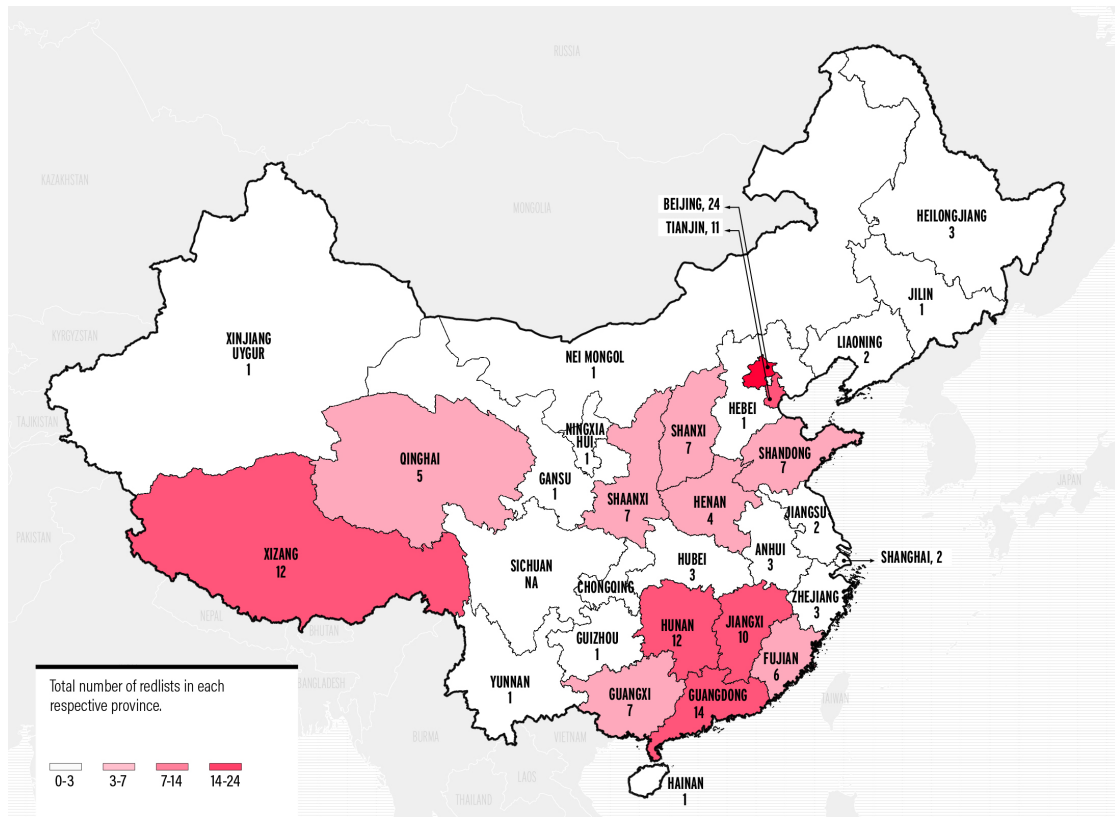 RUSSIA
KAZAKHSTAN
MONGOLIA
BEIJING, 24
TIANJIN, 11
HEILONGJIANG
3
JILIN
1
LIAONING
2
KYRGYZSTAN
XINJIANG
UYGUR
1
NEI MONGOL
1
HEBEI
1
TAJIKISTAN
NINGXIA
HUI
1
SHANXI
7
SHANDONG
7
QINGHAI
5
GANSU
1
SHAANXI
7
HENAN
4
JAPAN
JIANGSU
2
PAKISTAN
XIZANG
12
SICHUAN
NA
CHONGQING
HUBEI
3
ANHUI
3
SHANGHAI, 2
ZHEJIANG
3
NEPAL
BHUTAN
GUIZHOU
1
HUNAN
12
JIANGXI
10
FUJIAN
6
BANGLADESH
YUNNAN
1
GUANGXI
7
GUANGDONG
14
TAIWAN
BURMA
VIETNAM
LAOS
THAILAND
HAINAN
1
Total number of redlists in each
respective province.
0-3 3-7 7-14 14-24